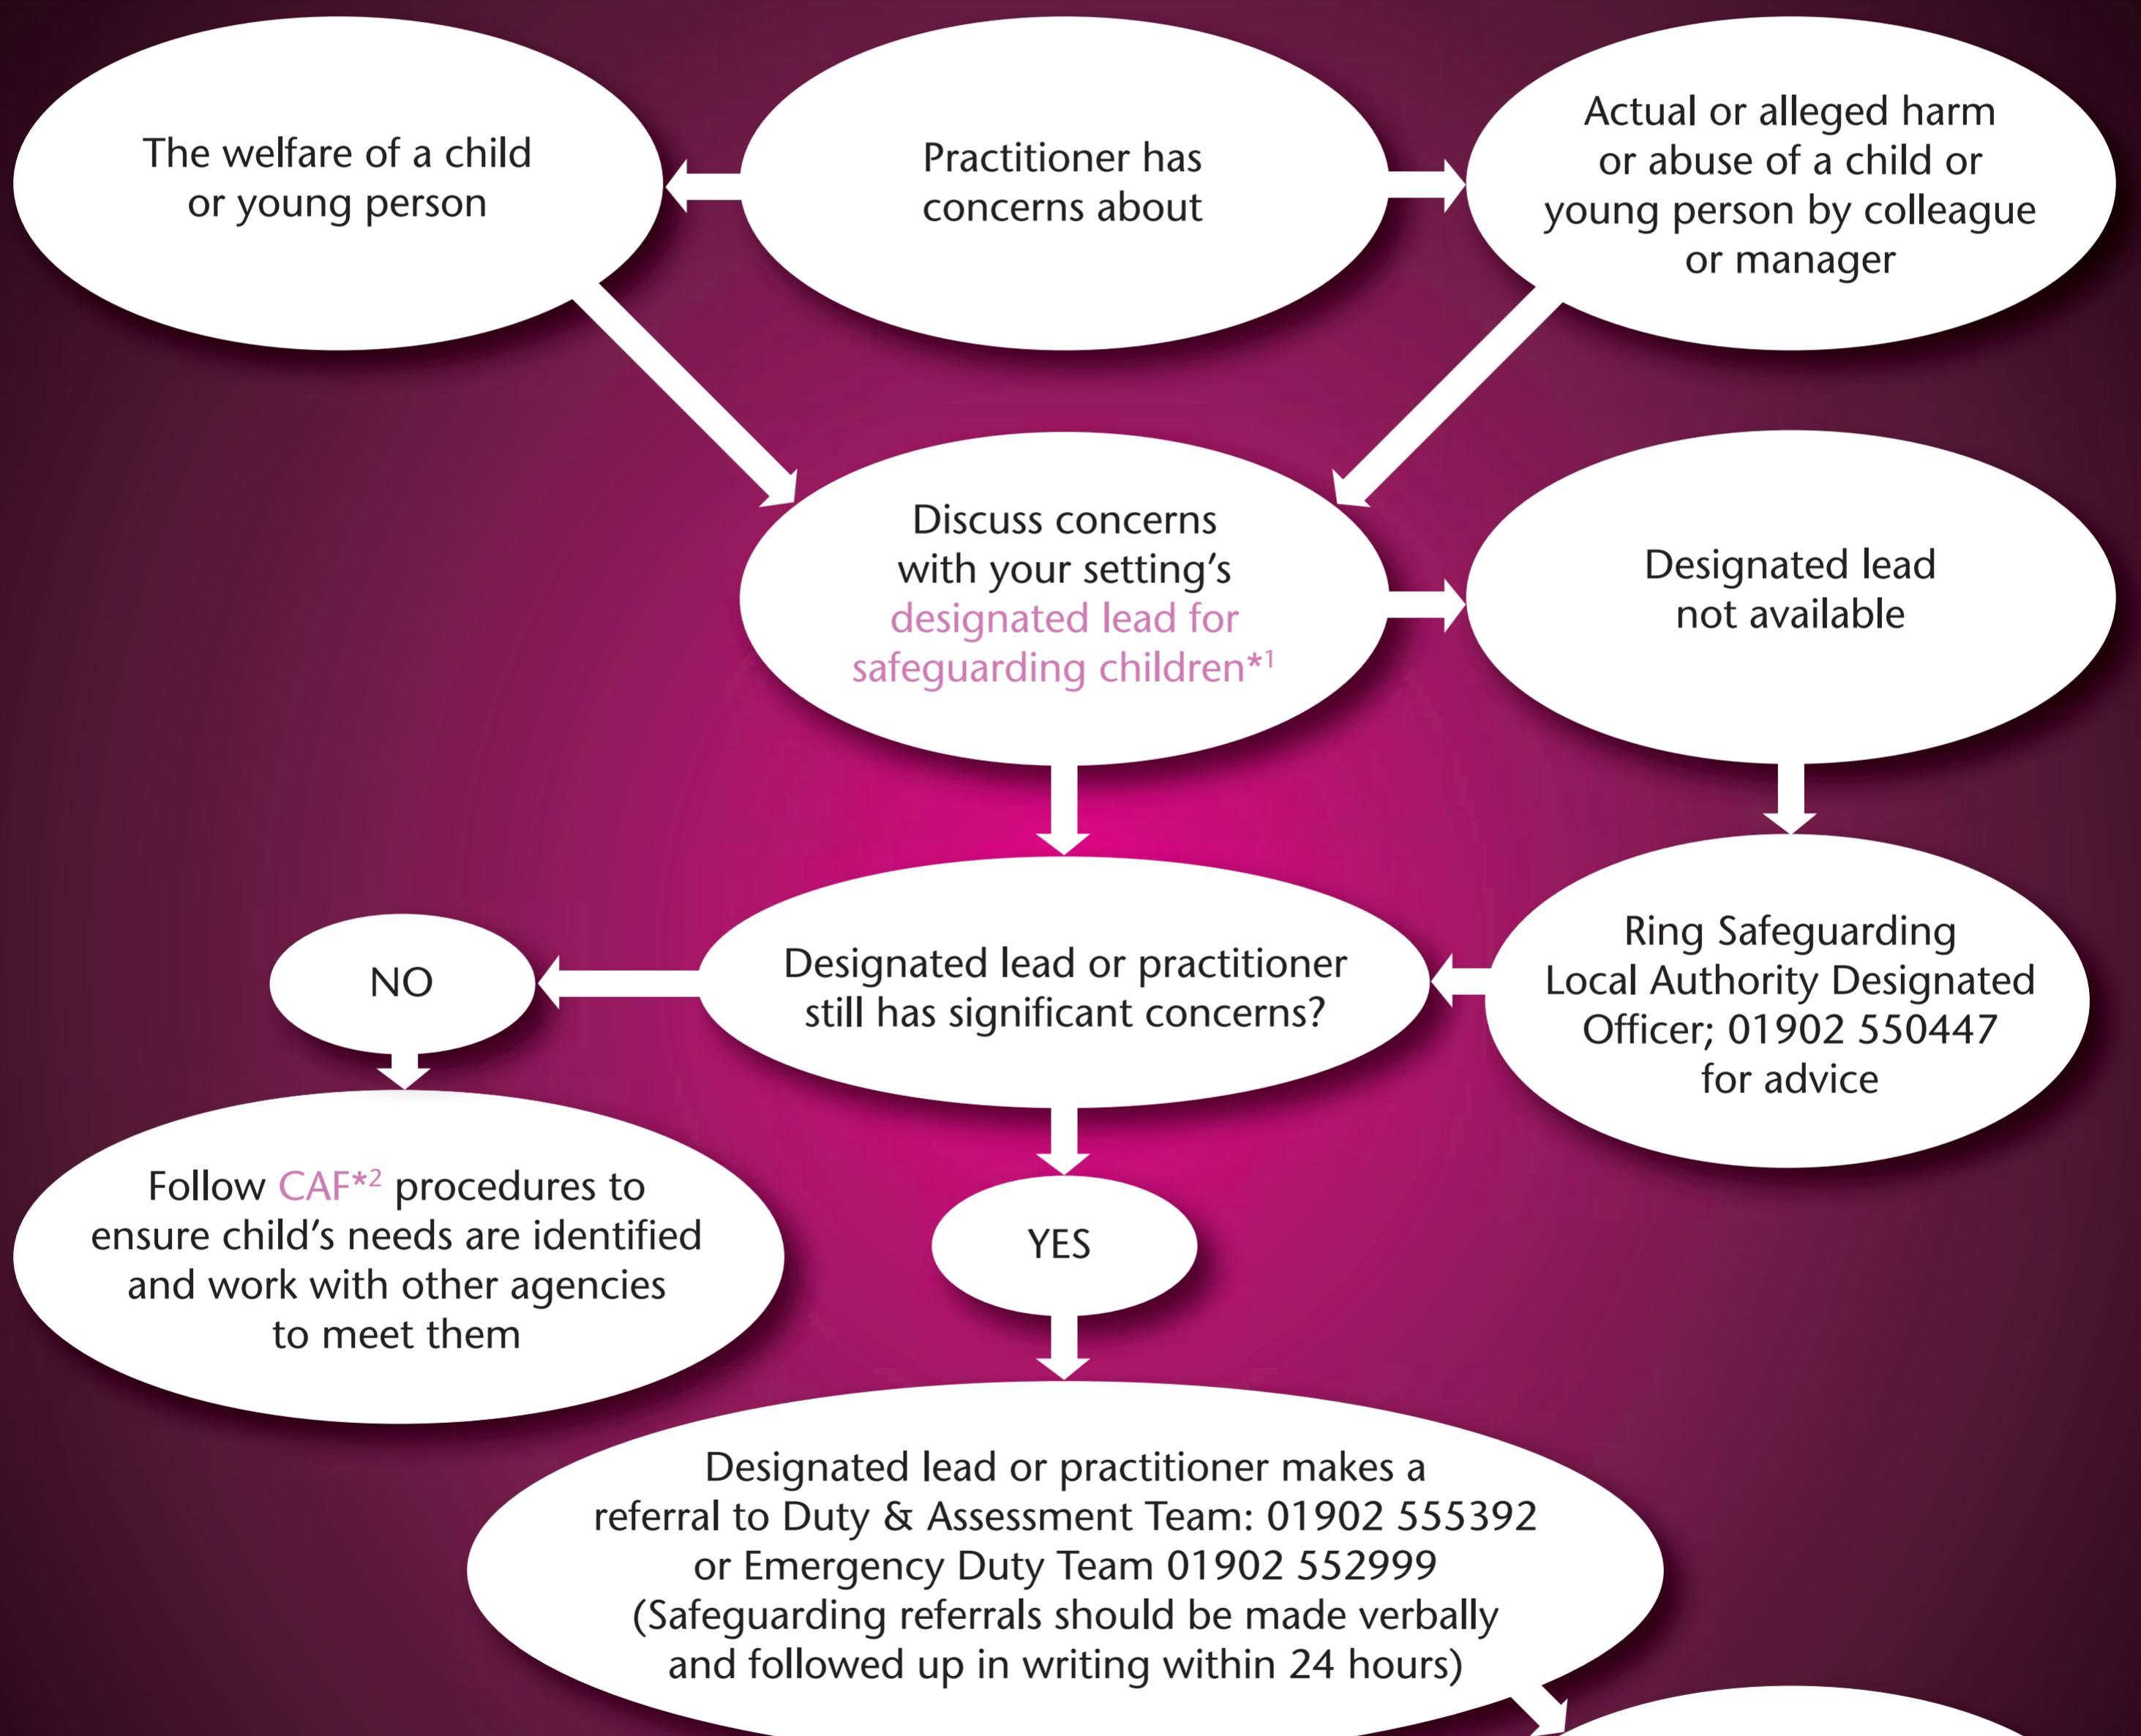 The welfare of a child
or young person
Practitioner has
concerns about
Actual or alleged harm
or abuse of a child or
young person by colleague
or manager
Discuss concerns
with your setting’s
designated lead for
safeguarding children*1
Designated lead
not available
Ring Safeguarding
Local Authority Designated
Officer; 01902 550447
for advice
Designated lead or practitioner
still has significant concerns?
NO
Follow CAF*2 procedures to
ensure child’s needs are identified
and work with other agencies
to meet them
YES
Designated lead or practitioner makes a
referral to Duty & Assessment Team: 01902 555392
or Emergency Duty Team 01902 552999
(Safeguarding referrals should be made verbally
and followed up in writing within 24 hours)